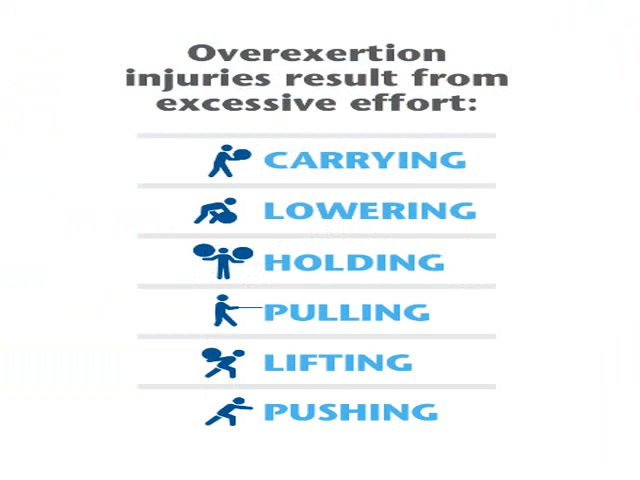 Overexertion
injuries result from
excessive effort:
CARRYING
LOWERING
HOLDING
PULLING
LIFTING
PUSHING